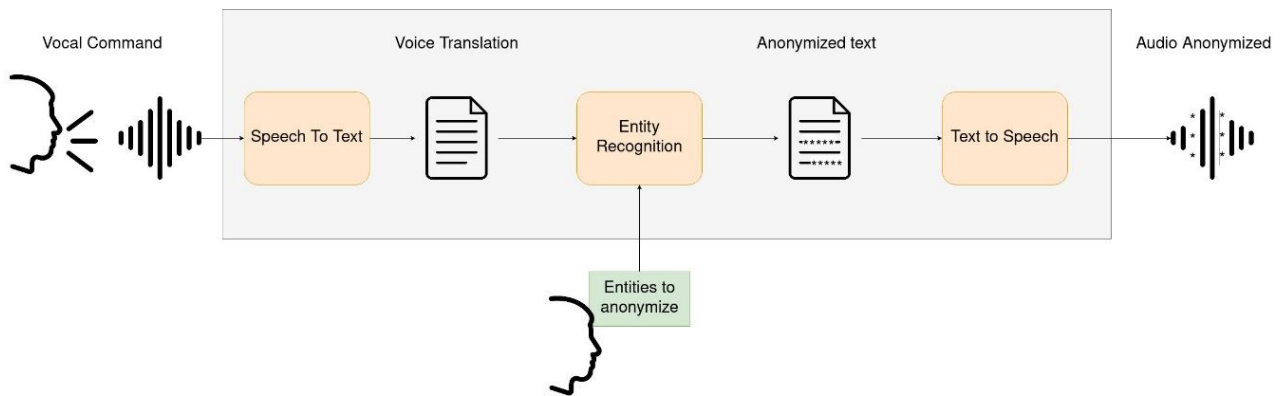 Vocal Command
Voice Translation
Anonymized text
Audio Anonymized
Speech To Text
Entity
Recognition
Text to Speech
Entities to
anonymize